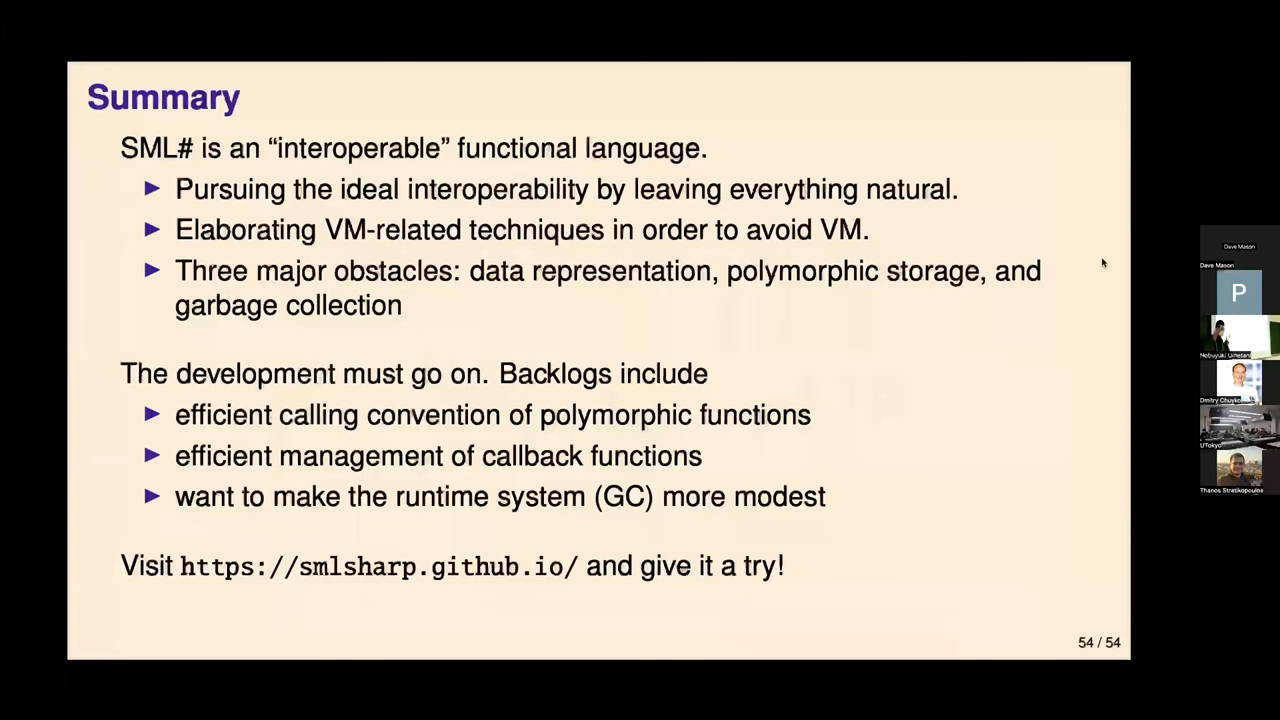 Summary
SML# is an “interoperable” functional language.
▶ Pursuing the ideal interoperability by leaving everything natural.
▶ Elaborating VM-related techniques in order to avoid VM.
▶ Three major obstacles: data representation, polymorphic storage, and
garbage collection
The development must go on. Backlogs include
▶ efficient calling convention of polymorphic functions
▶ efficient management of callback functions
▶ want to make the runtime system (GC) more modest
Visit https://smlsharp.github.io/ and give it a try!
54 / 54
Dave Mason
Dave Mason
P
Nobuyuki Umetani
Dmitry
UTokyo
Thanos Stratikopoulos